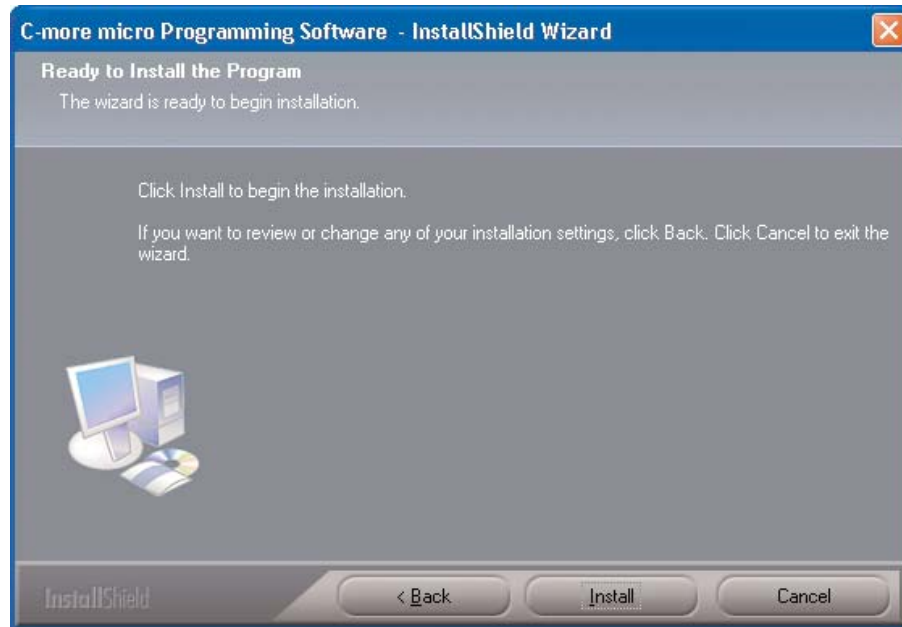 C-more micro Programming Software - InstallShield Wizard
Ready to Install the Program
The wizard is ready to begin installation.
Click Install to begin the installation.
If you want to review or change any of your installation settings, click Back. Click Cancel to exit the
wizard.
InstallShield
< Back
Install
Cancel